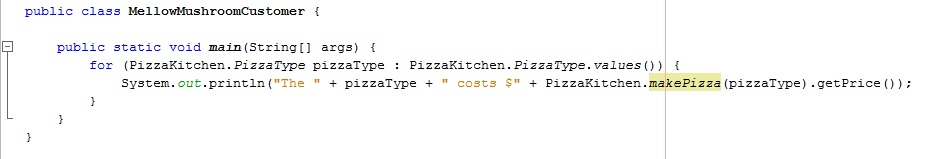 public class MellowMushroomCustomer {
public static void main(String[] args) {
for (PizzaKitchen.PizzaType pizzaType : PizzaKitchen.PizzaType.values()) {
System.out.println("The " + pizzaType + " costs $" + PizzaKitchen.makePizza(pizzaType).getPrice());
}
}
}